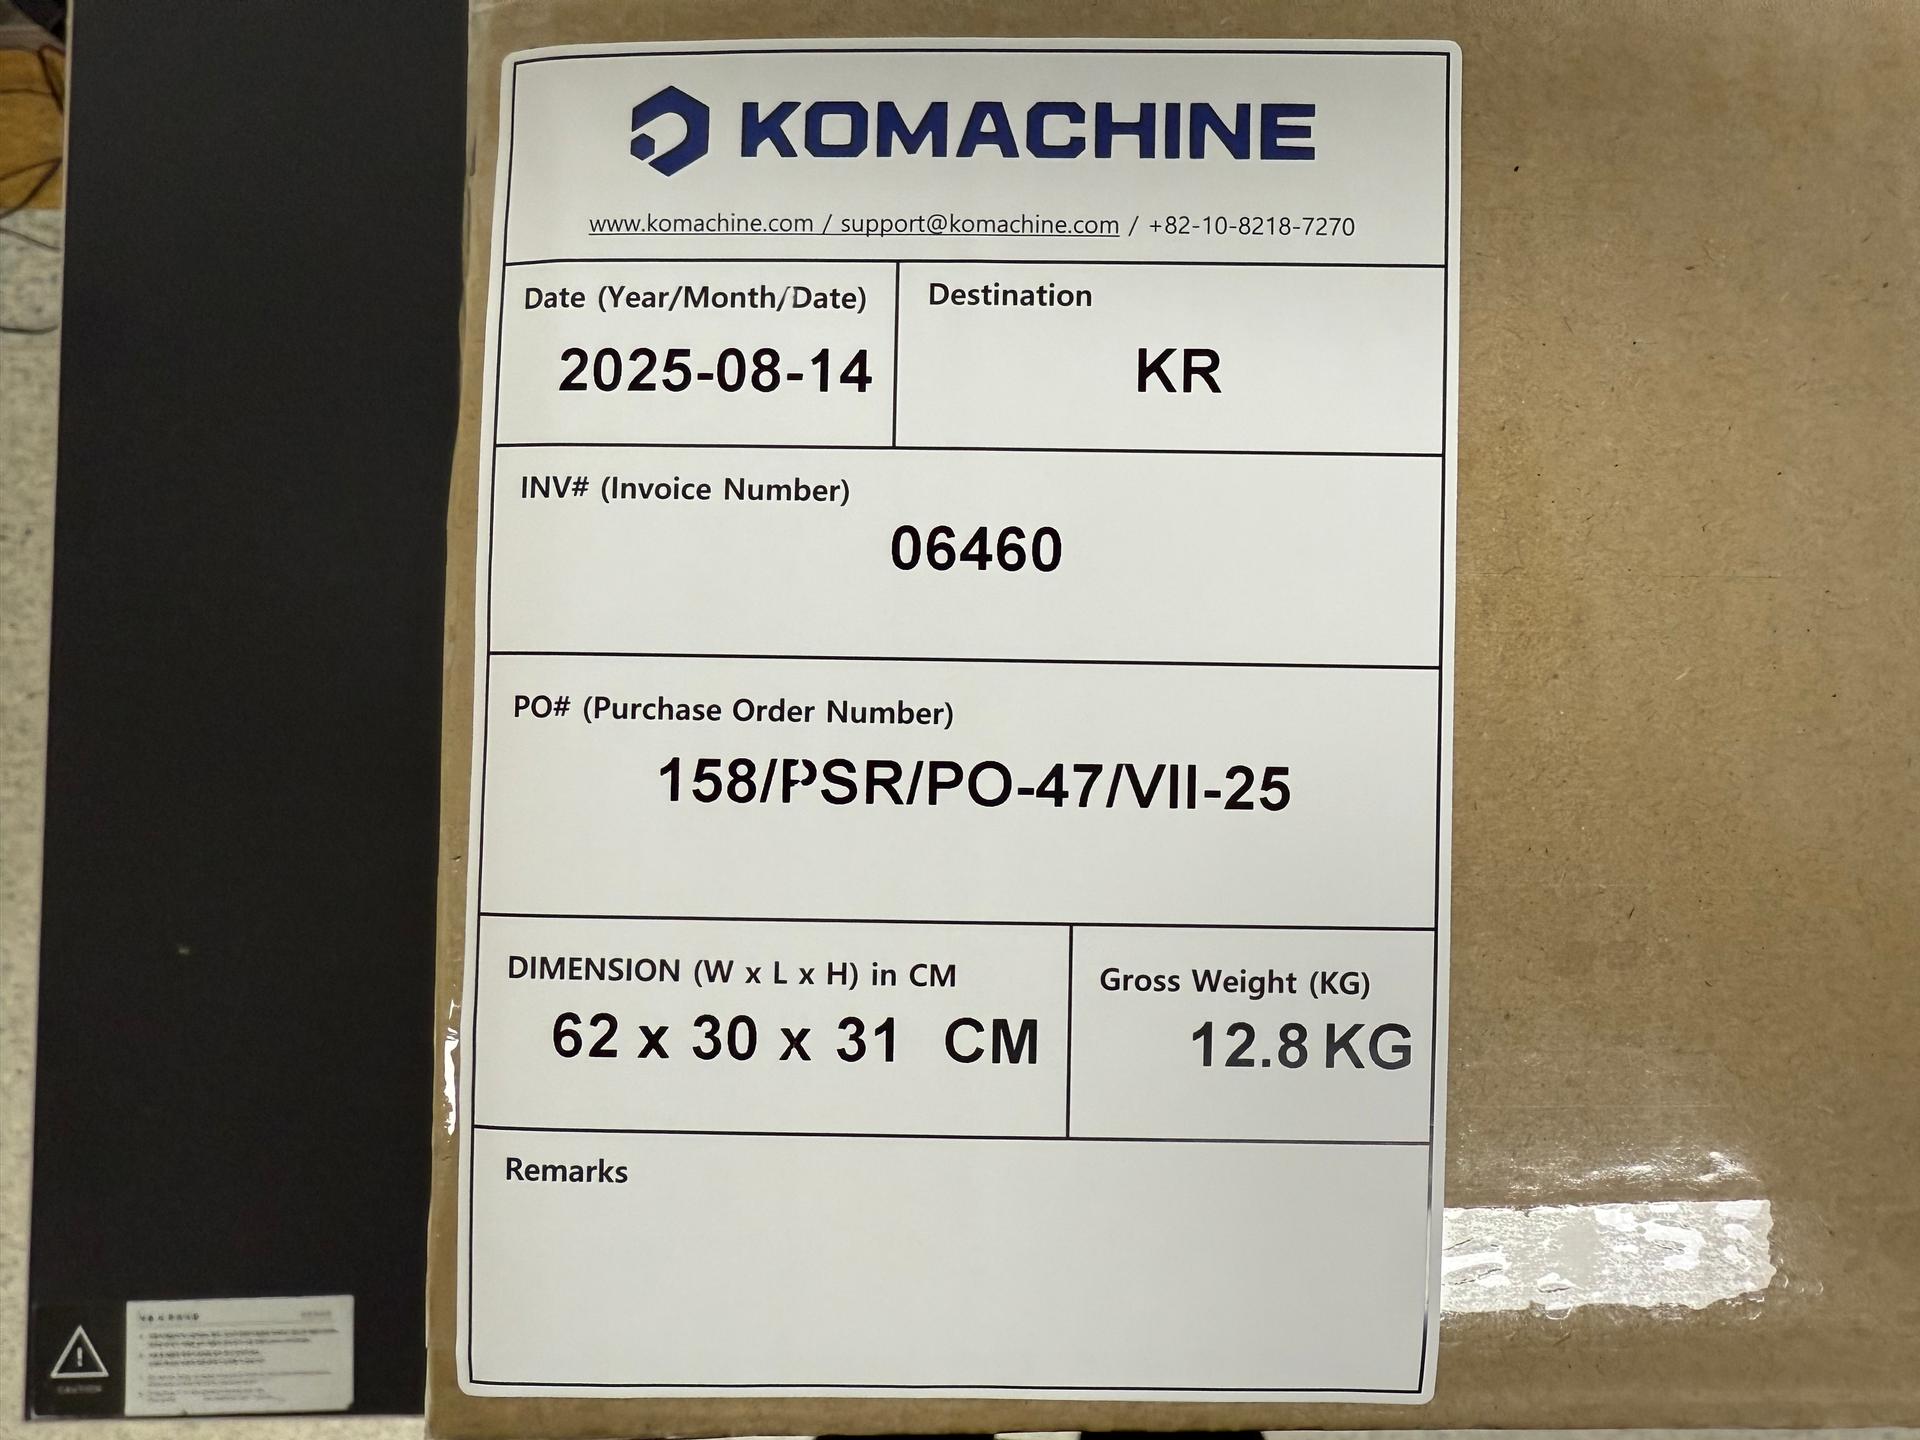 KOMACHINE
www.komachine.com / support@komachine.com / +82-10-8218-7270
Date (Year/Month/Date)
2025-08-14
Destination
KR
INV# (Invoice Number)
06460
PO# (Purchase Order Number)
158/PSR/PO-47/VII-25
DIMENSION (W x L x H) in CM
62 x 30 x 31 CM
Gross Weight (KG)
12.8 KG
Remarks
CAUTION